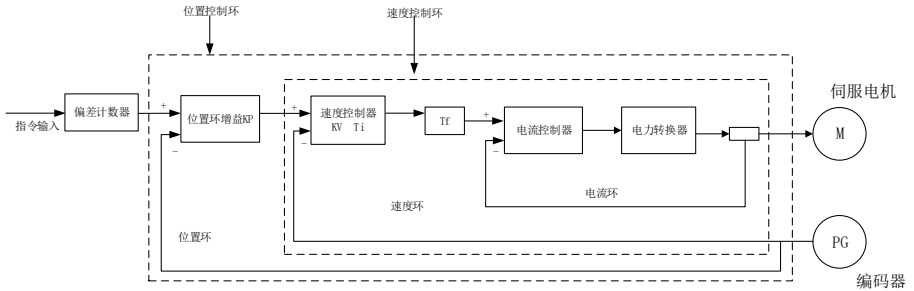 位置控制环
速度控制环
伺服电机
偏差计数器
指令输入
+
位置环增益KP
−
+
速度控制器
KV Ti
−
Tf
+
电流控制器
−
电力转换器
M
电流环
速度环
位置环
PG
编码器